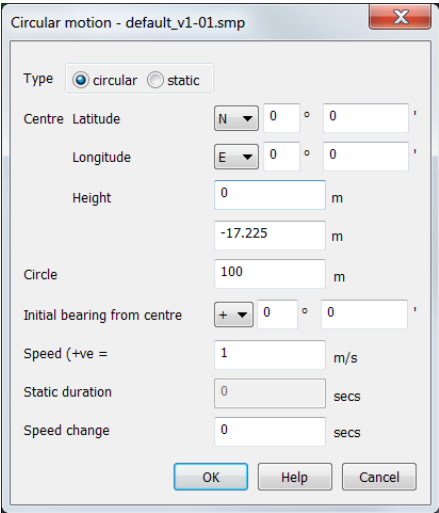 Circular motion - default_v1-01.smp
Type circular static
Centre Latitude N 0 ° 0 '
Longitude E 0 ° 0 '
Height 0 m
-17.225 m
Circle 100 m
Initial bearing from centre + 0 ° 0 '
Speed (+ve = 1 m/s
Static duration 0 secs
Speed change 0 secs
OK Help Cancel